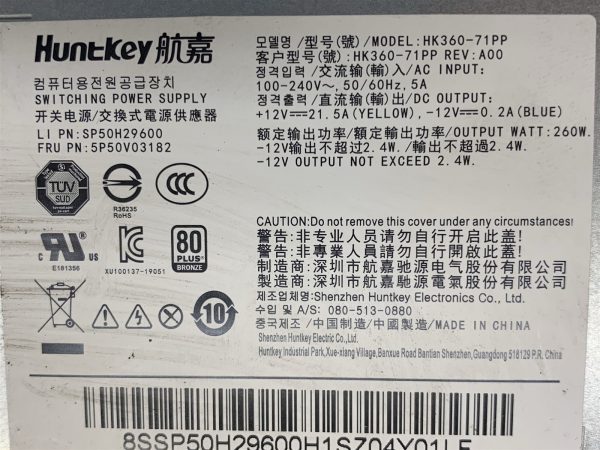 Huntkey 航嘉
컴퓨터용전원공급장치
SWITCHING POWER SUPPLY
开关电源/交換式電源供應器
LI PN:SP50H29600
FRU PN:5P50V03182
TÜV
SUD
R36235
RoHS
CCC
c RU us
E181356
KC
XU100137-19051
80
PLUS
BRONZE
10
모델명/型号(號)/MODEL:HK360-71PP
客户型号(號):HK360-71PP REV:A00
정격입력/交流输(輸)入/AC INPUT:
100-240V~, 50/60Hz, 5A
정격출력/直流输(輸)出/DC OUTPUT:
+12V⎓21.5A(YELLOW), -12V⎓0.2A(BLUE)
额定输出功率/額定輸出功率/OUTPUT WATT: 260W.
-12V输出不超过2.4W./輸出不超過2.4W.
-12V OUTPUT NOT EXCEED 2.4W.
CAUTION:Do not remove this cover under any circumstances!
警告:非专业人员请勿自行开启此盖!
警告:非專業人員請勿自行開啟此蓋!
制造商:深圳市航嘉驰源电气股份有限公司
製造商:深圳市航嘉馳源電氣股份有限公司
제조업체명:Shenzhen Huntkey Electronics Co., Ltd.
수입 및 A/S: 080-513-0880
중국제조 /中国制造/中國製造/MADE IN CHINA
Shenzhen Huntkey Electric Co.,Ltd.
Huntkey Industrial Park,Xue-xiang Village,Banxue Road Bantian Shenzhen,Guangdong 518129 P.R. China
8SSP50H29600H1SZ04Y01LF